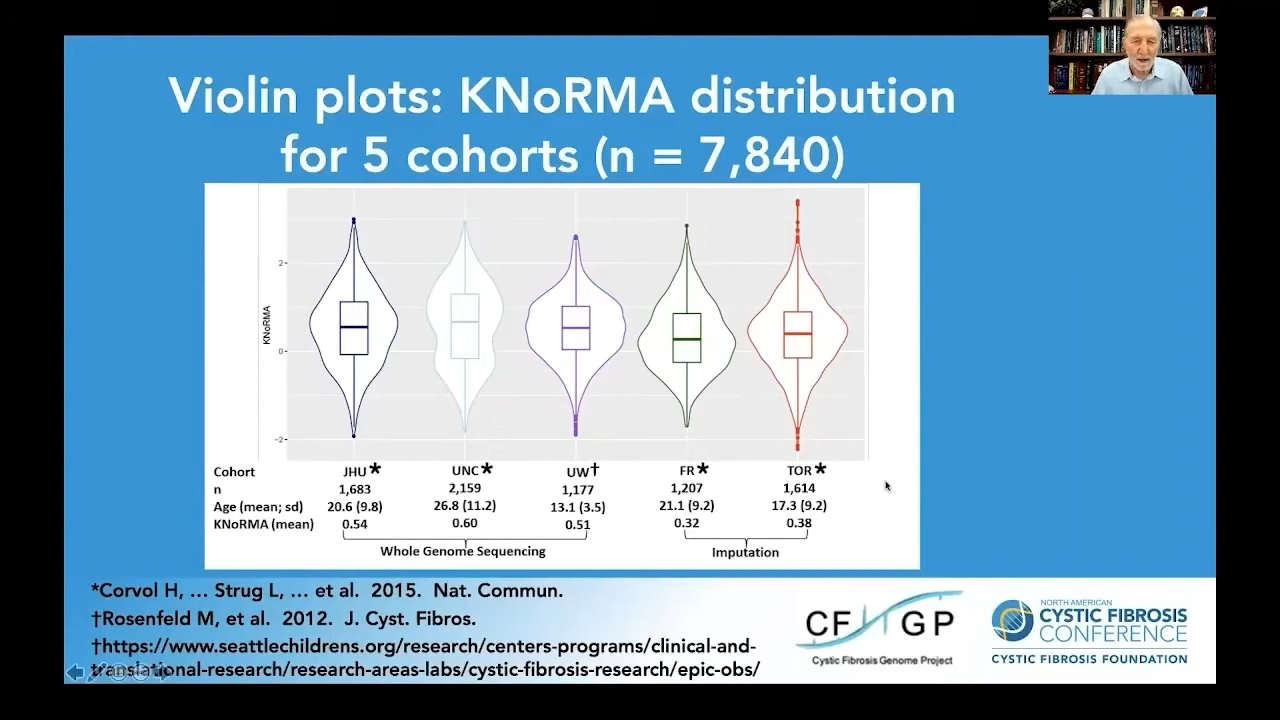 Violin plots: KNoRMA distribution
for 5 cohorts (n = 7,840)
KNoRMA
2-
0-
-2-
Cohort JHU* UNC* UW† FR* TOR*
n 1,683 2,159 1,177 1,207 1,614
Age (mean; sd) 20.6 (9.8) 26.8 (11.2) 13.1 (3.5) 21.1 (9.2) 17.3 (9.2)
KNoRMA (mean) 0.54 0.60 0.51 0.32 0.38
Whole Genome Sequencing Imputation
*Corvol H, … Strug L, … et al. 2015. Nat. Commun.
†Rosenfeld M, et al. 2012. J. Cyst. Fibros.
†https://www.seattlechildrens.org/research/centers-programs/clinical-and-
translational-research/research-areas-labs/cystic-fibrosis-research/epic-obs/
CF GP
Cystic Fibrosis Genome Project
NORTH AMERICAN
CYSTIC FIBROSIS
CONFERENCE
CYSTIC FIBROSIS FOUNDATION